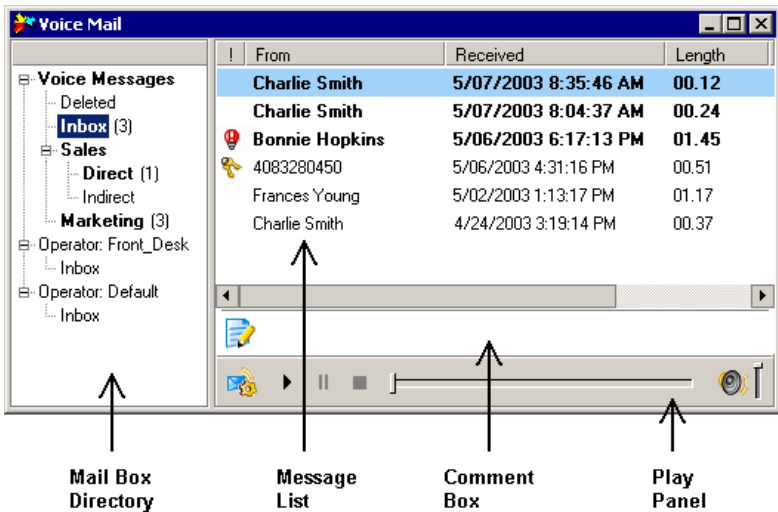 Voice Mail
! From Received Length
Voice Messages
Deleted
Inbox (3)
Sales
Direct (1)
Indirect
Marketing (3)
Operator: Front_Desk
Inbox
Operator: Default
Inbox
Charlie Smith 5/07/2003 8:35:46 AM 00.12
Charlie Smith 5/07/2003 8:04:37 AM 00.24
Bonnie Hopkins 5/06/2003 6:17:13 PM 01.45
4083280450 5/06/2003 4:31:16 PM 00.51
Frances Young 5/02/2003 1:13:17 PM 01.17
Charlie Smith 4/24/2003 3:19:14 PM 00.37
Mail Box
Directory
Message
List
Comment
Box
Play
Panel